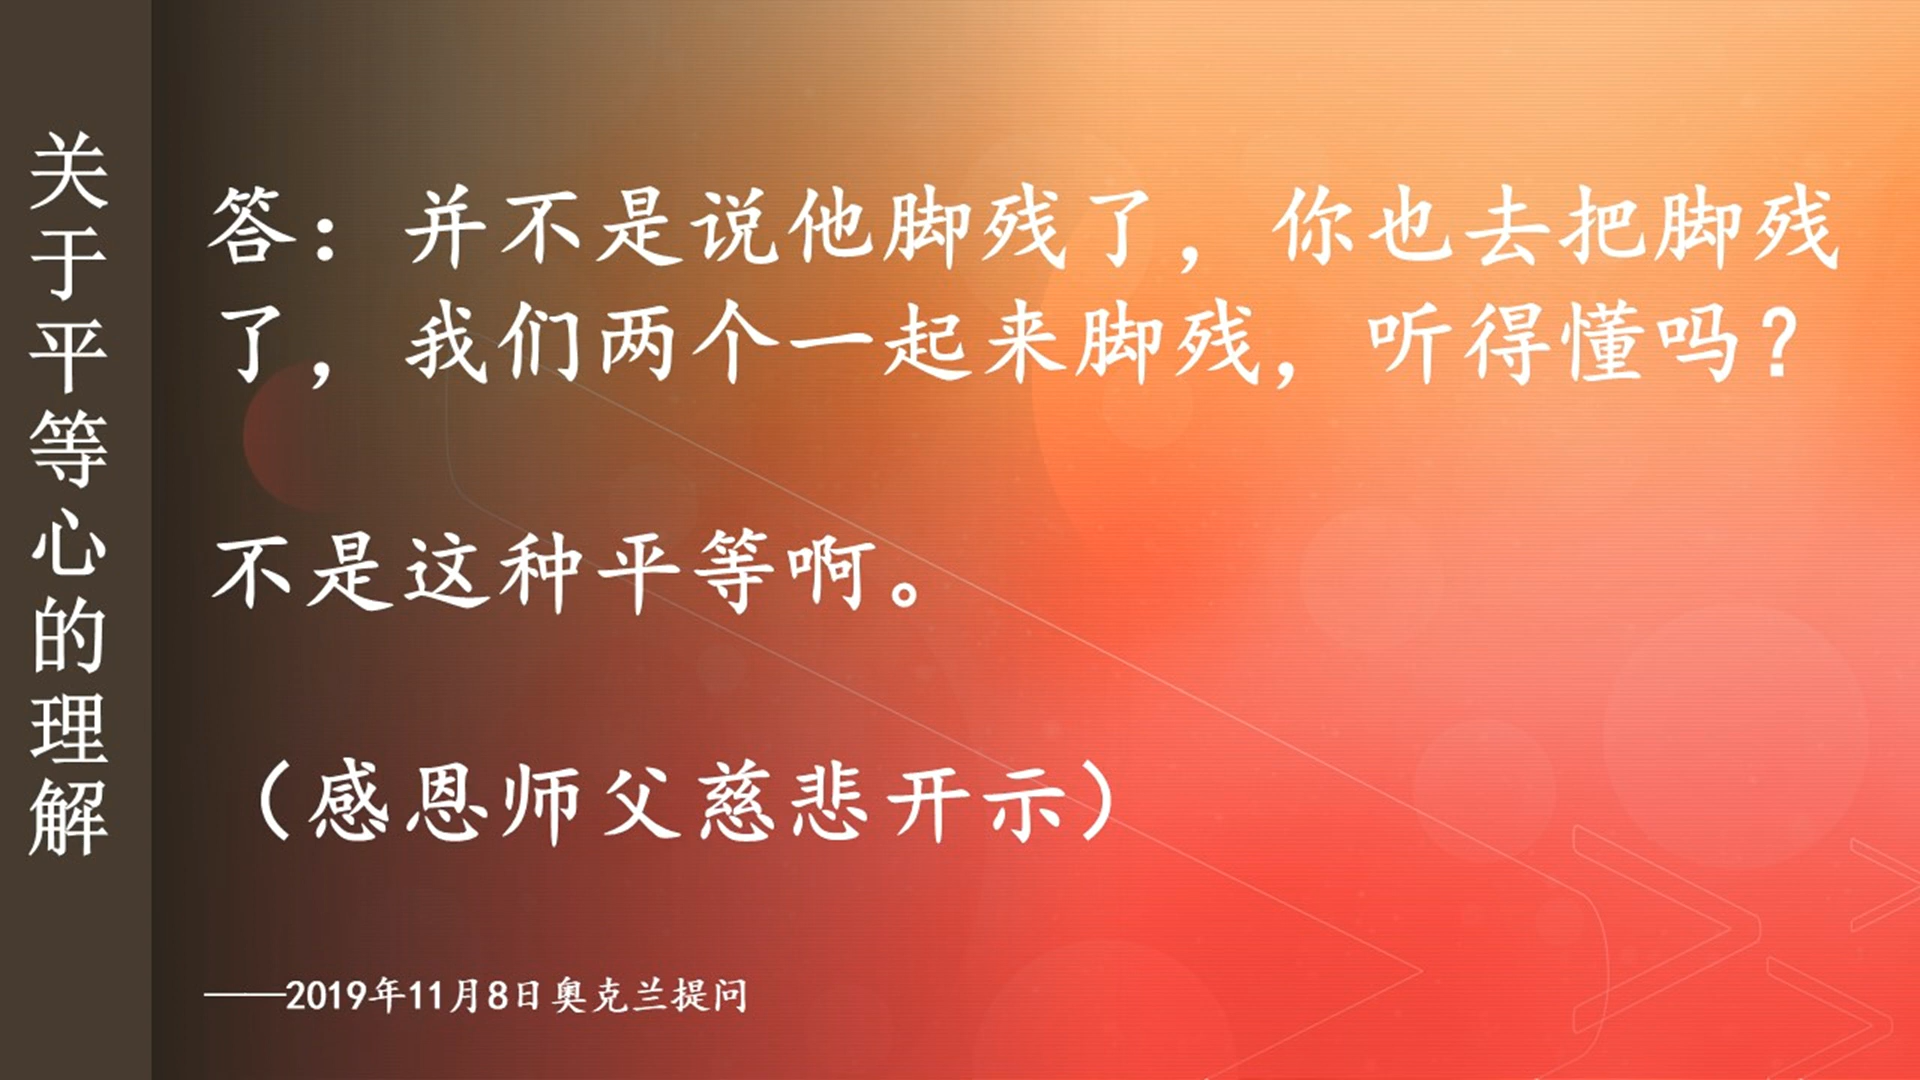 关于平等心的理解
答：并不是说他脚残了，你也去把脚残
了，我们两个一起来脚残，听得懂吗？
不是这种平等啊。
（感恩师父慈悲开示）
——2019年11月8日奥克兰提问